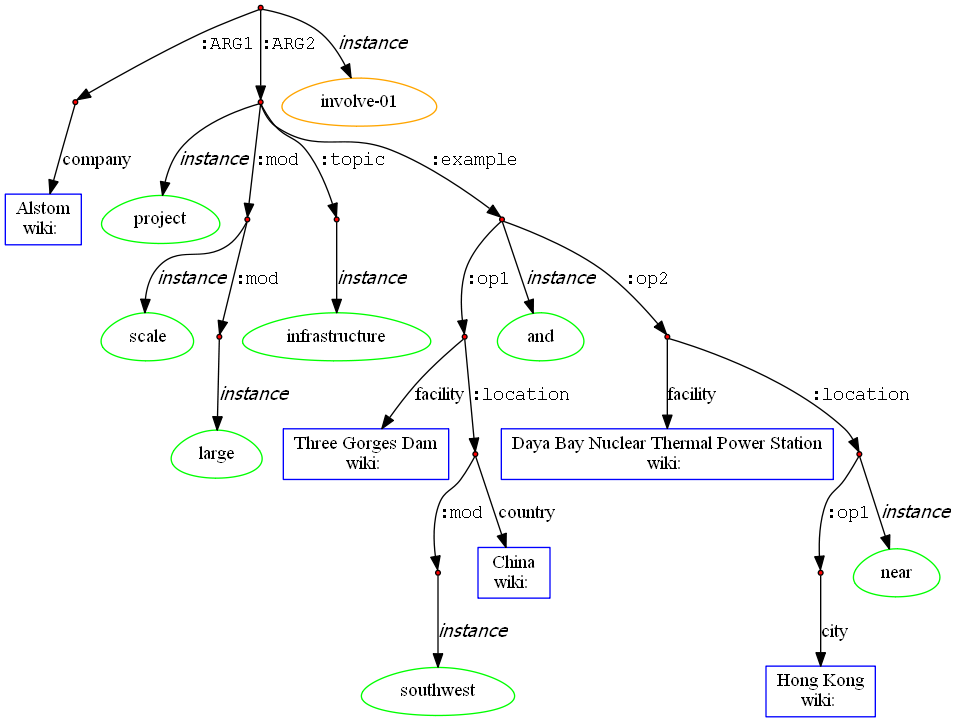 :ARG1 :ARG2 instance
involve-01
company instance :mod :topic :example
Alstom
wiki:
project
instance :mod instance :op1 instance :op2
scale infrastructure and
instance facility :location facility :location
large
Three Gorges Dam
wiki:
Daya Bay Nuclear Thermal Power Station
wiki:
:mod country :op1 instance
China
wiki:
near
instance city
southwest
Hong Kong
wiki: